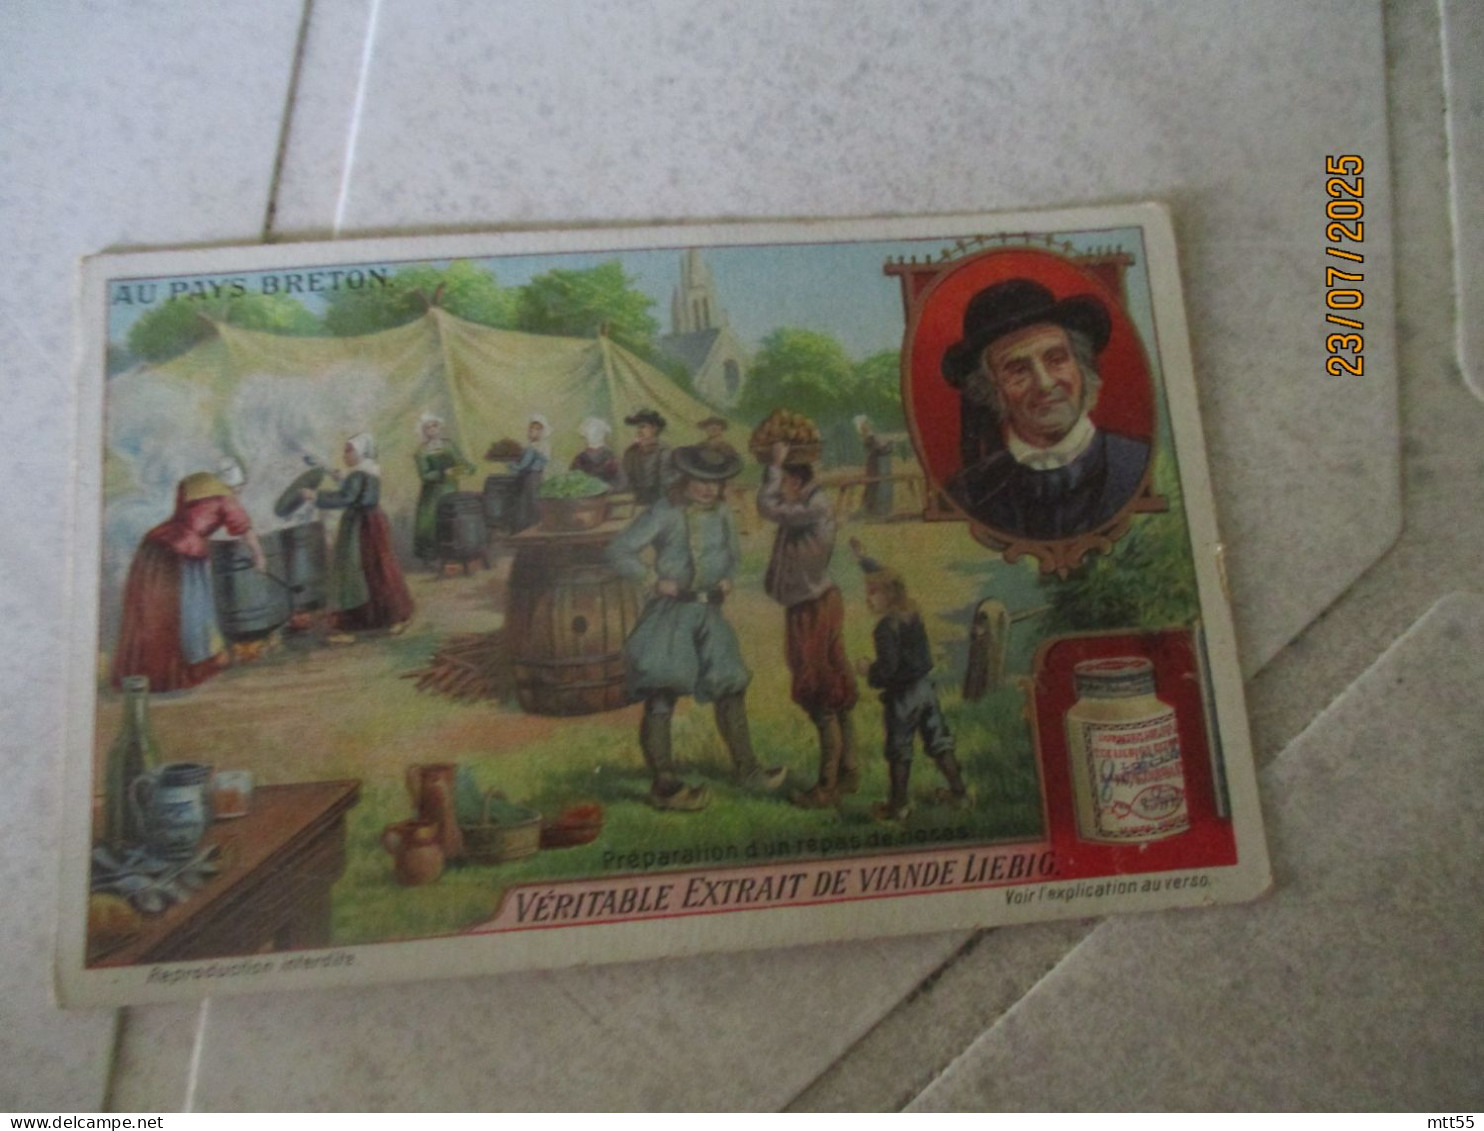 AU PAYS BRETON.
23/07/2025
Préparation d'un repas de noces
VÉRITABLE EXTRAIT DE VIANDE LIEBIG.
Voir l'explication au verso.
Reproduction interdite
delcampe.net
mtt55